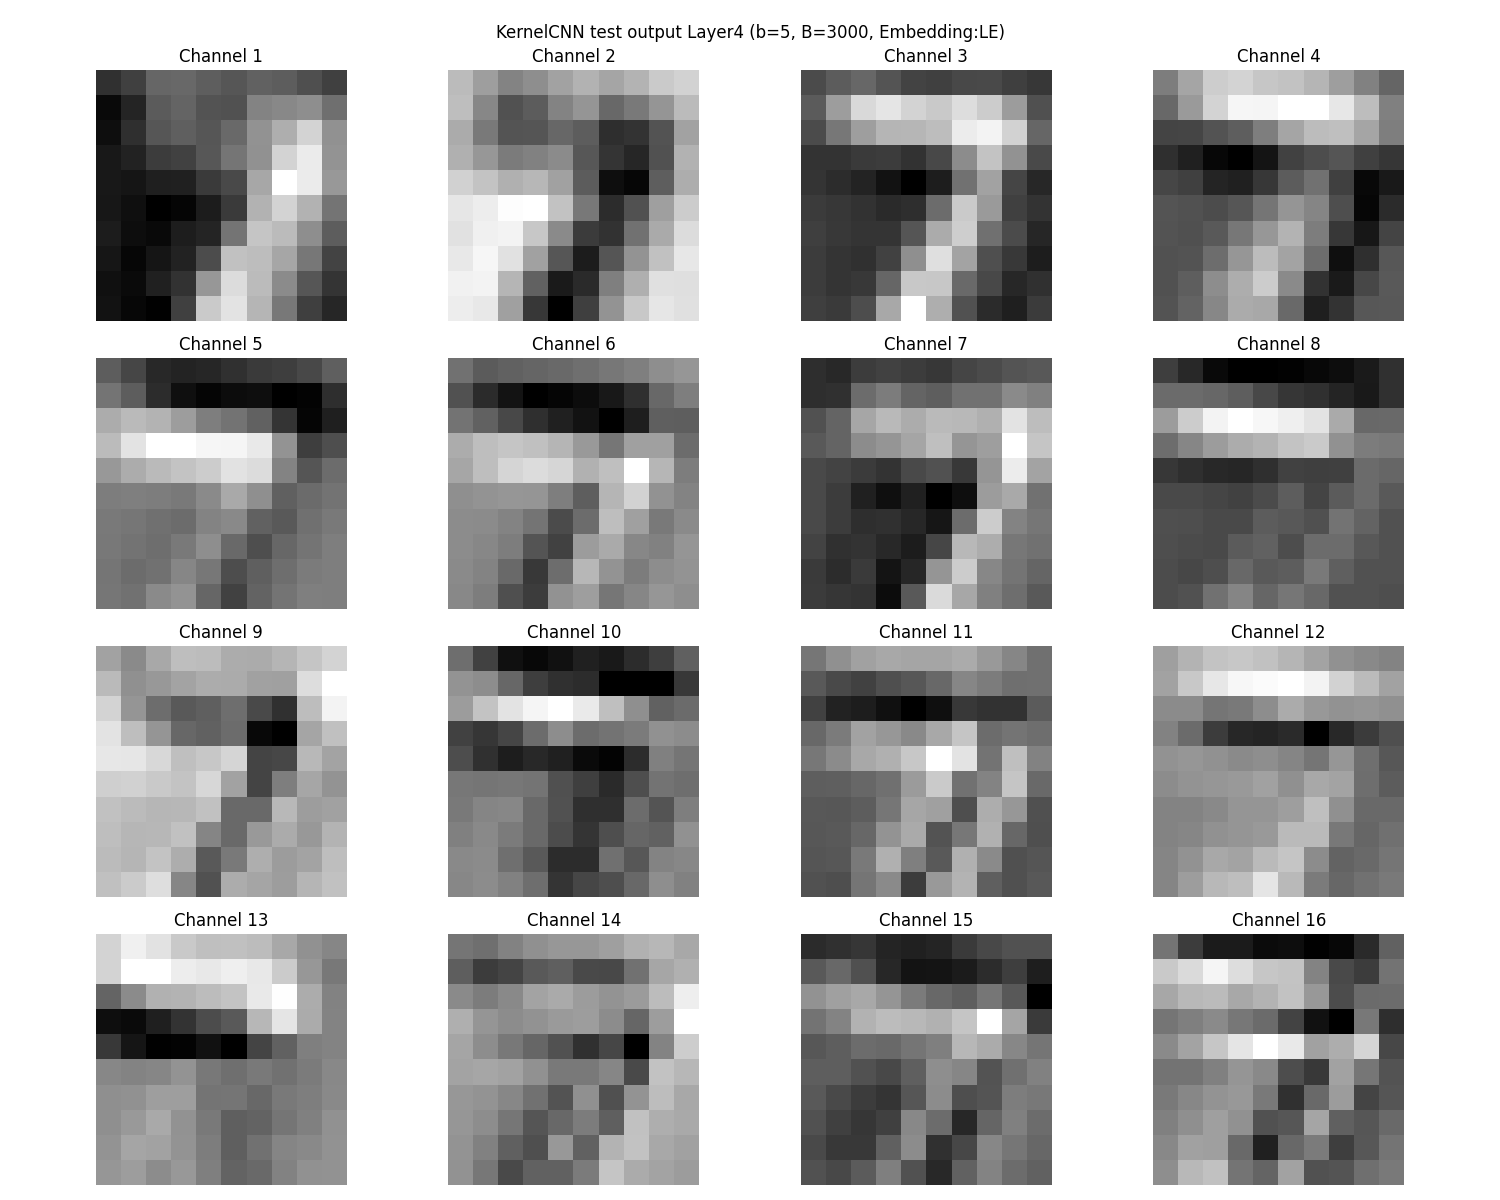 KernelCNN test output Layer4 (b=5, B=3000, Embedding:LE)
Channel 1
Channel 2
Channel 3
Channel 4
Channel 5
Channel 6
Channel 7
Channel 8
Channel 9
Channel 10
Channel 11
Channel 12
Channel 13
Channel 14
Channel 15
Channel 16